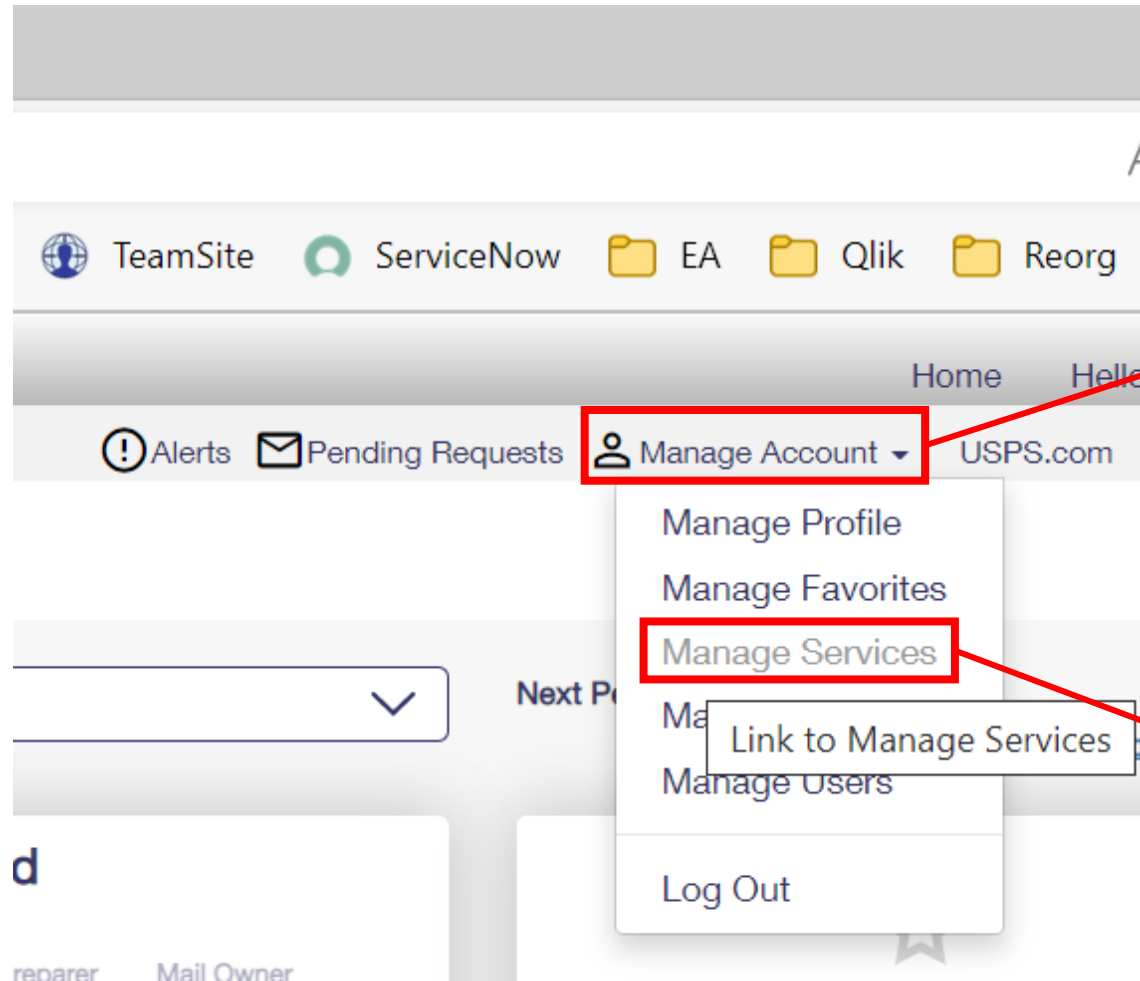 TeamSite ServiceNow EA Qlik Reorg
Home Hello
Alerts Pending Requests Manage Account USPS.com
Manage Profile
Manage Favorites
Manage Services
Next
Link to Manage Services
Manage Users
Log Out
Mail Owner